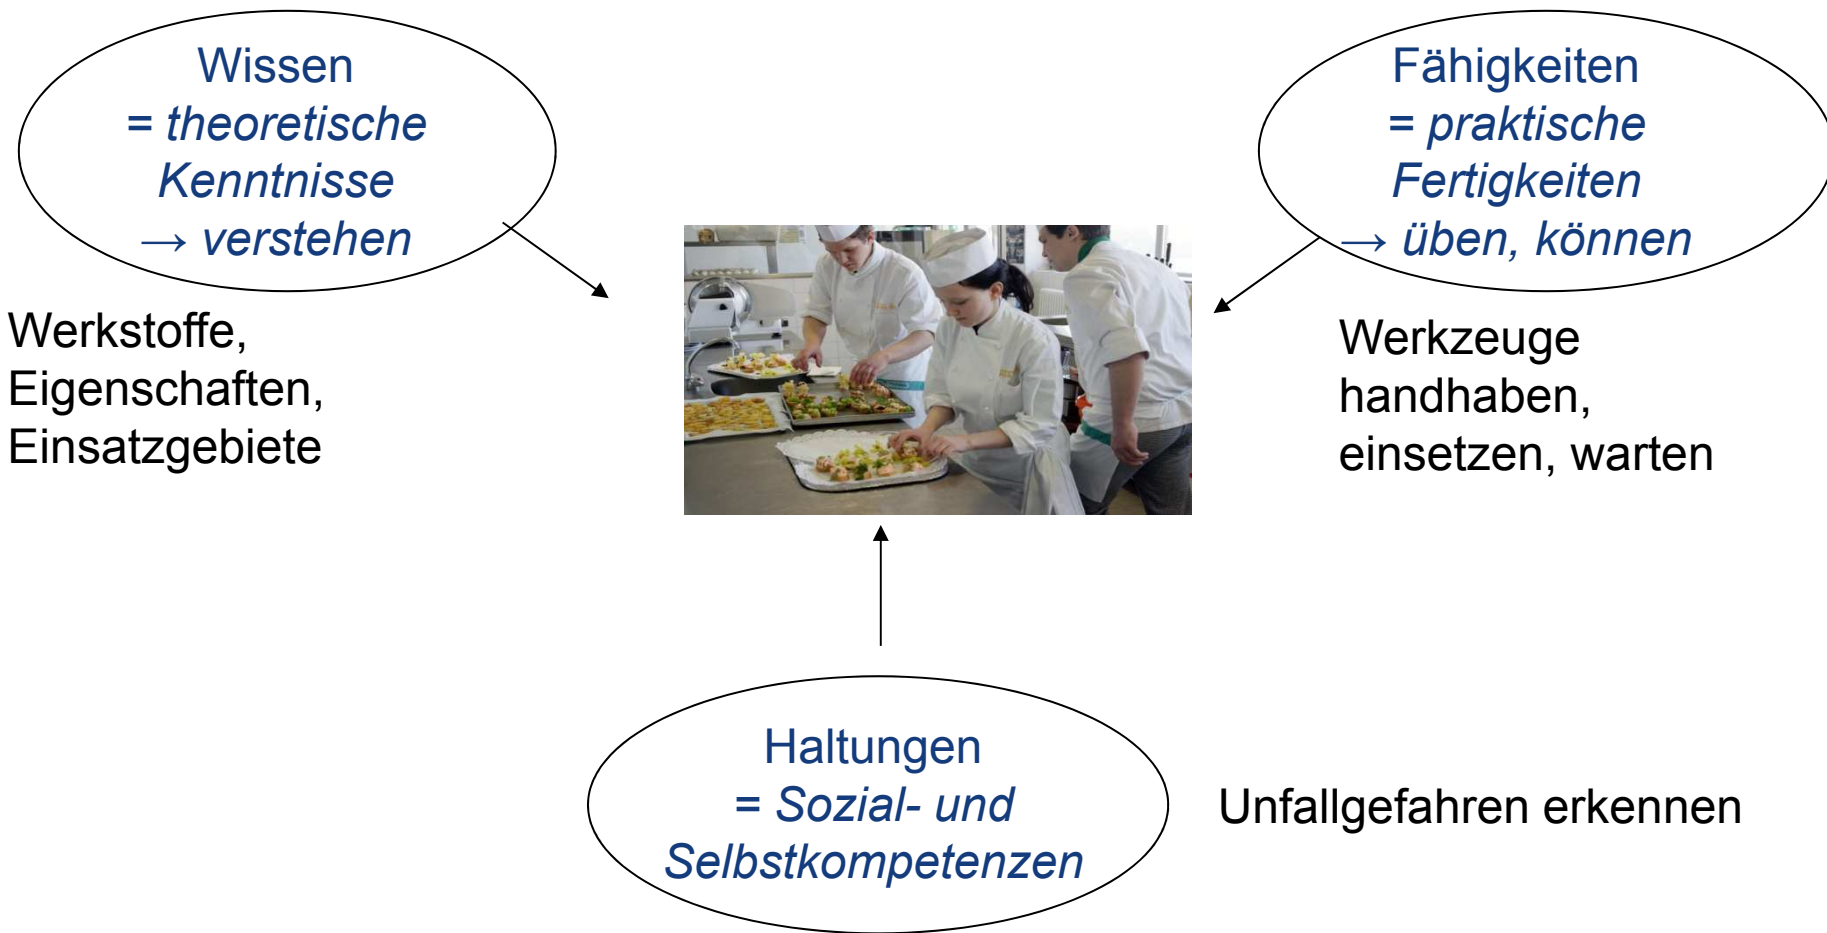 Wissen
= theoretische
Kenntnisse
→ verstehen
Werkstoffe,
Eigenschaften,
Einsatzgebiete
Fähigkeiten
= praktische
Fertigkeiten
→ üben, können
Werkzeuge
handhaben,
einsetzen, warten
Haltungen
= Sozial- und
Selbstkompetenzen
Unfallgefahren erkennen